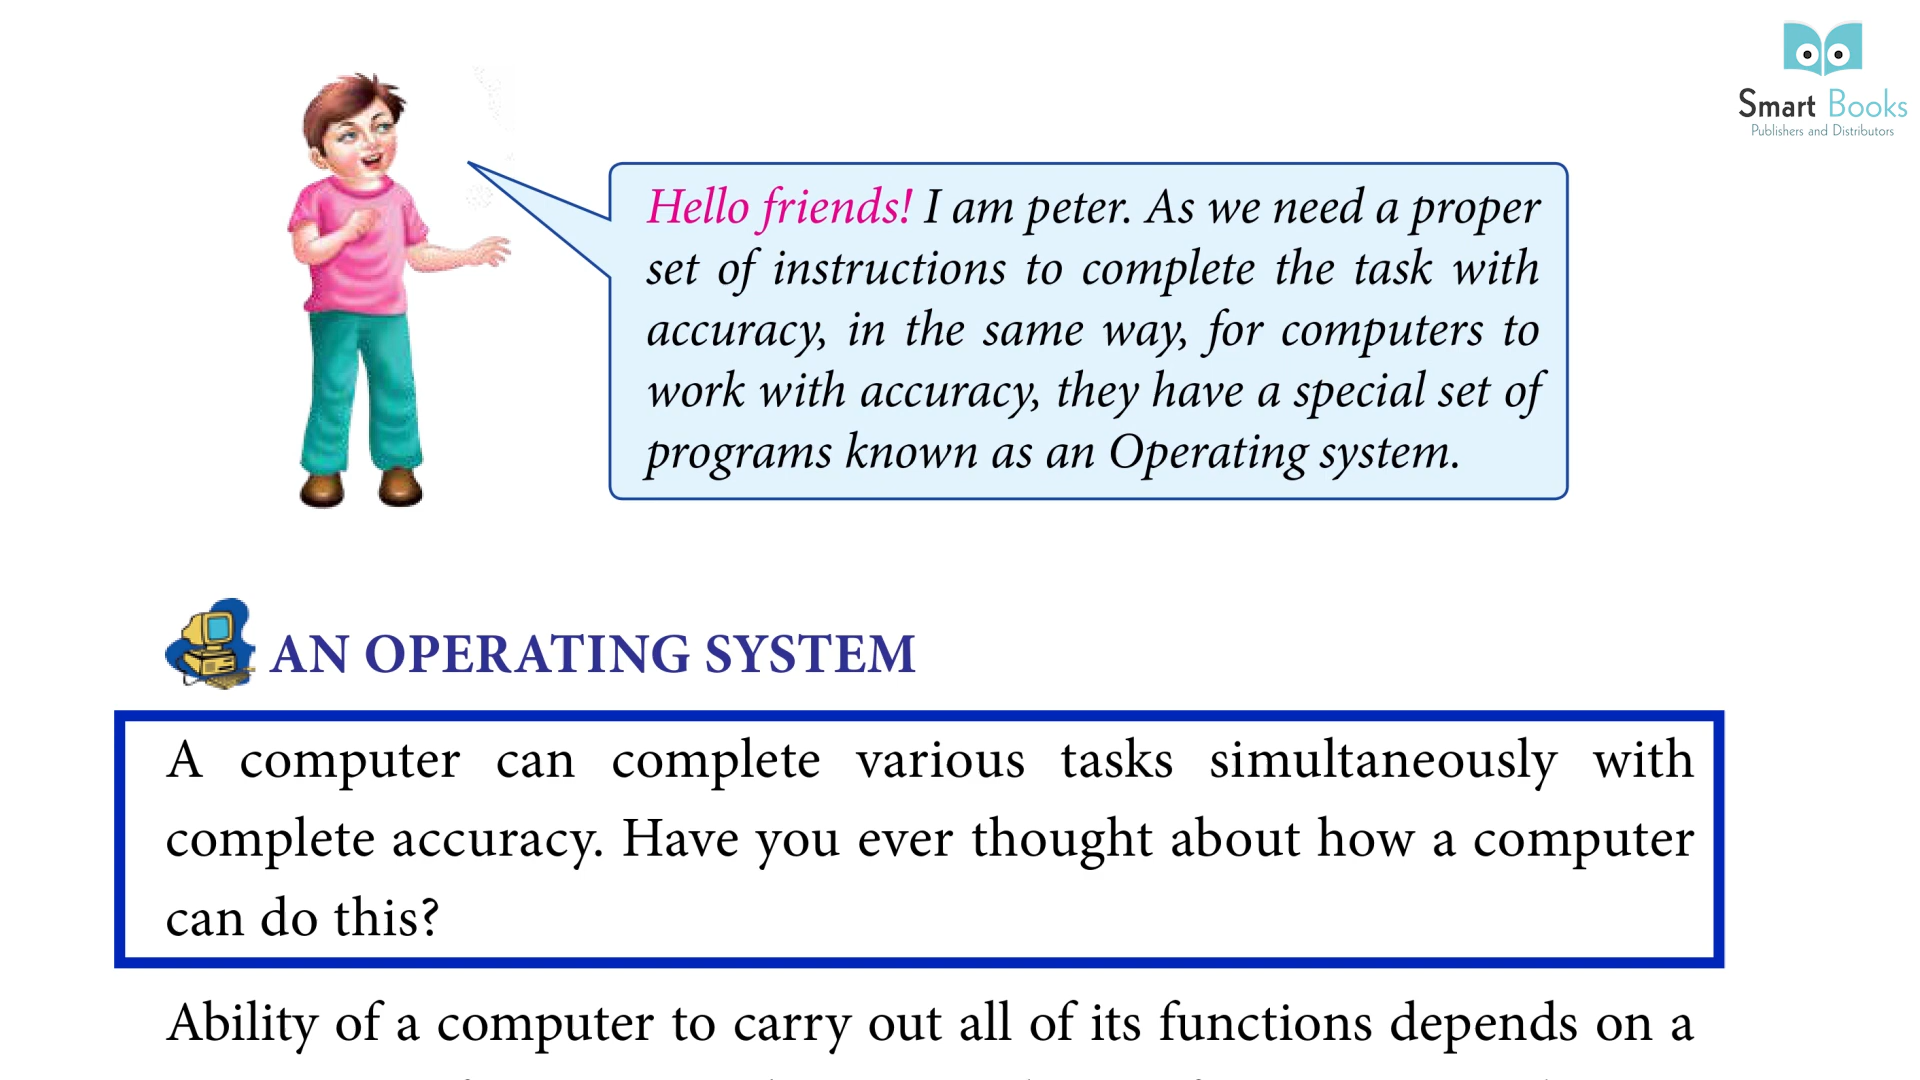 Smart Books
Publishers and Distributors
Hello friends! I am peter. As we need a proper
set of instructions to complete the task with
accuracy, in the same way, for computers to
work with accuracy, they have a special set of
programs known as an Operating system.
AN OPERATING SYSTEM
A computer can complete various tasks simultaneously with
complete accuracy. Have you ever thought about how a computer
can do this?
Ability of a computer to carry out all of its functions depends on a